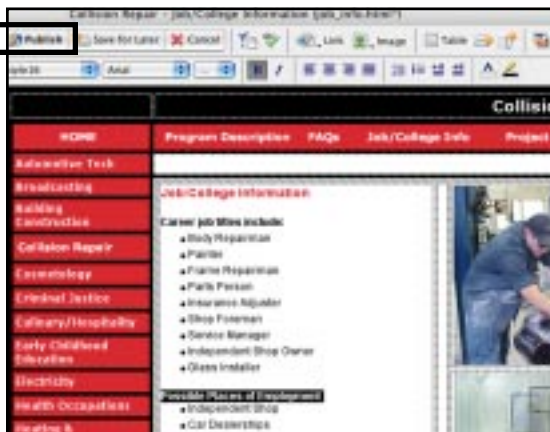 Collision Repair – Job/College Information (job_info.html*)
Publish Save for Later Cancel Link Image Table
Arial
Collisio
HOME Program Description FAQs Job/College Info Project
Automotive Tech
Broadcasting
Building
Construction
Collision Repair
Cosmetology
Criminal Justice
Culinary/Hospitality
Early Childhood
Education
Electricity
Health Occupations
Heating &
Job/College Information
Career job titles include:
Body Repairman
Painter
Frame Repairman
Parts Person
Insurance Adjuster
Shop Foreman
Service Manager
Independent Shop Owner
Glass Installer
Possible Places of Employment
Independent Shop
Car Dealerships